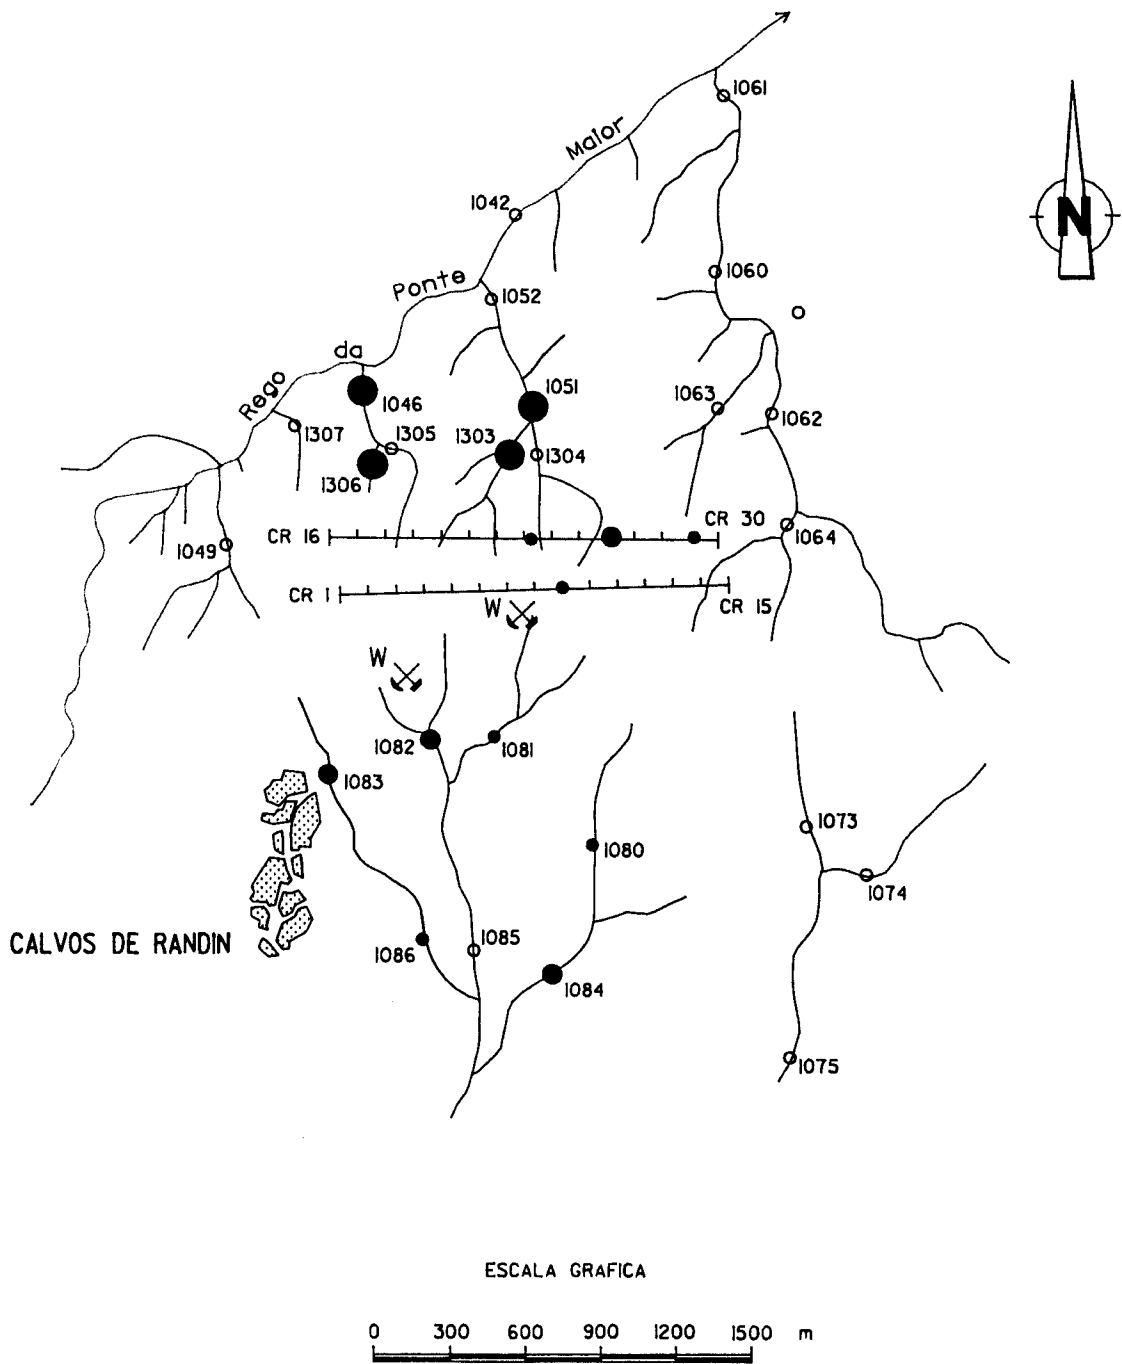 1061
Rego da Ponte Maior
1042
N
1060
1052
1051
1046
1063
1062
1307
1305
1303
1304
1306
CR 16
CR 30
1049
1064
CR 1
CR 15
W
W
1082
1081
1083
1073
1080
1074
CALVOS DE RANDIN
1085
1086
1084
1075
ESCALA GRAFICA
0 300 600 900 1200 1500 m